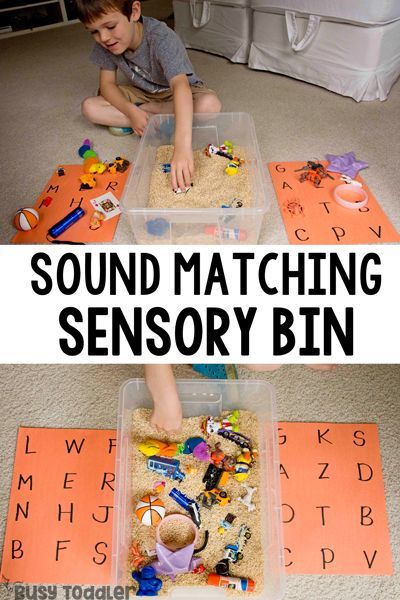 M R
G
A
T
C P V
SOUND MATCHING
SENSORY BIN
L W F
M E R
N H J
B F S
G K S
A Z D
O T B
C P V
BUSY TODDLER